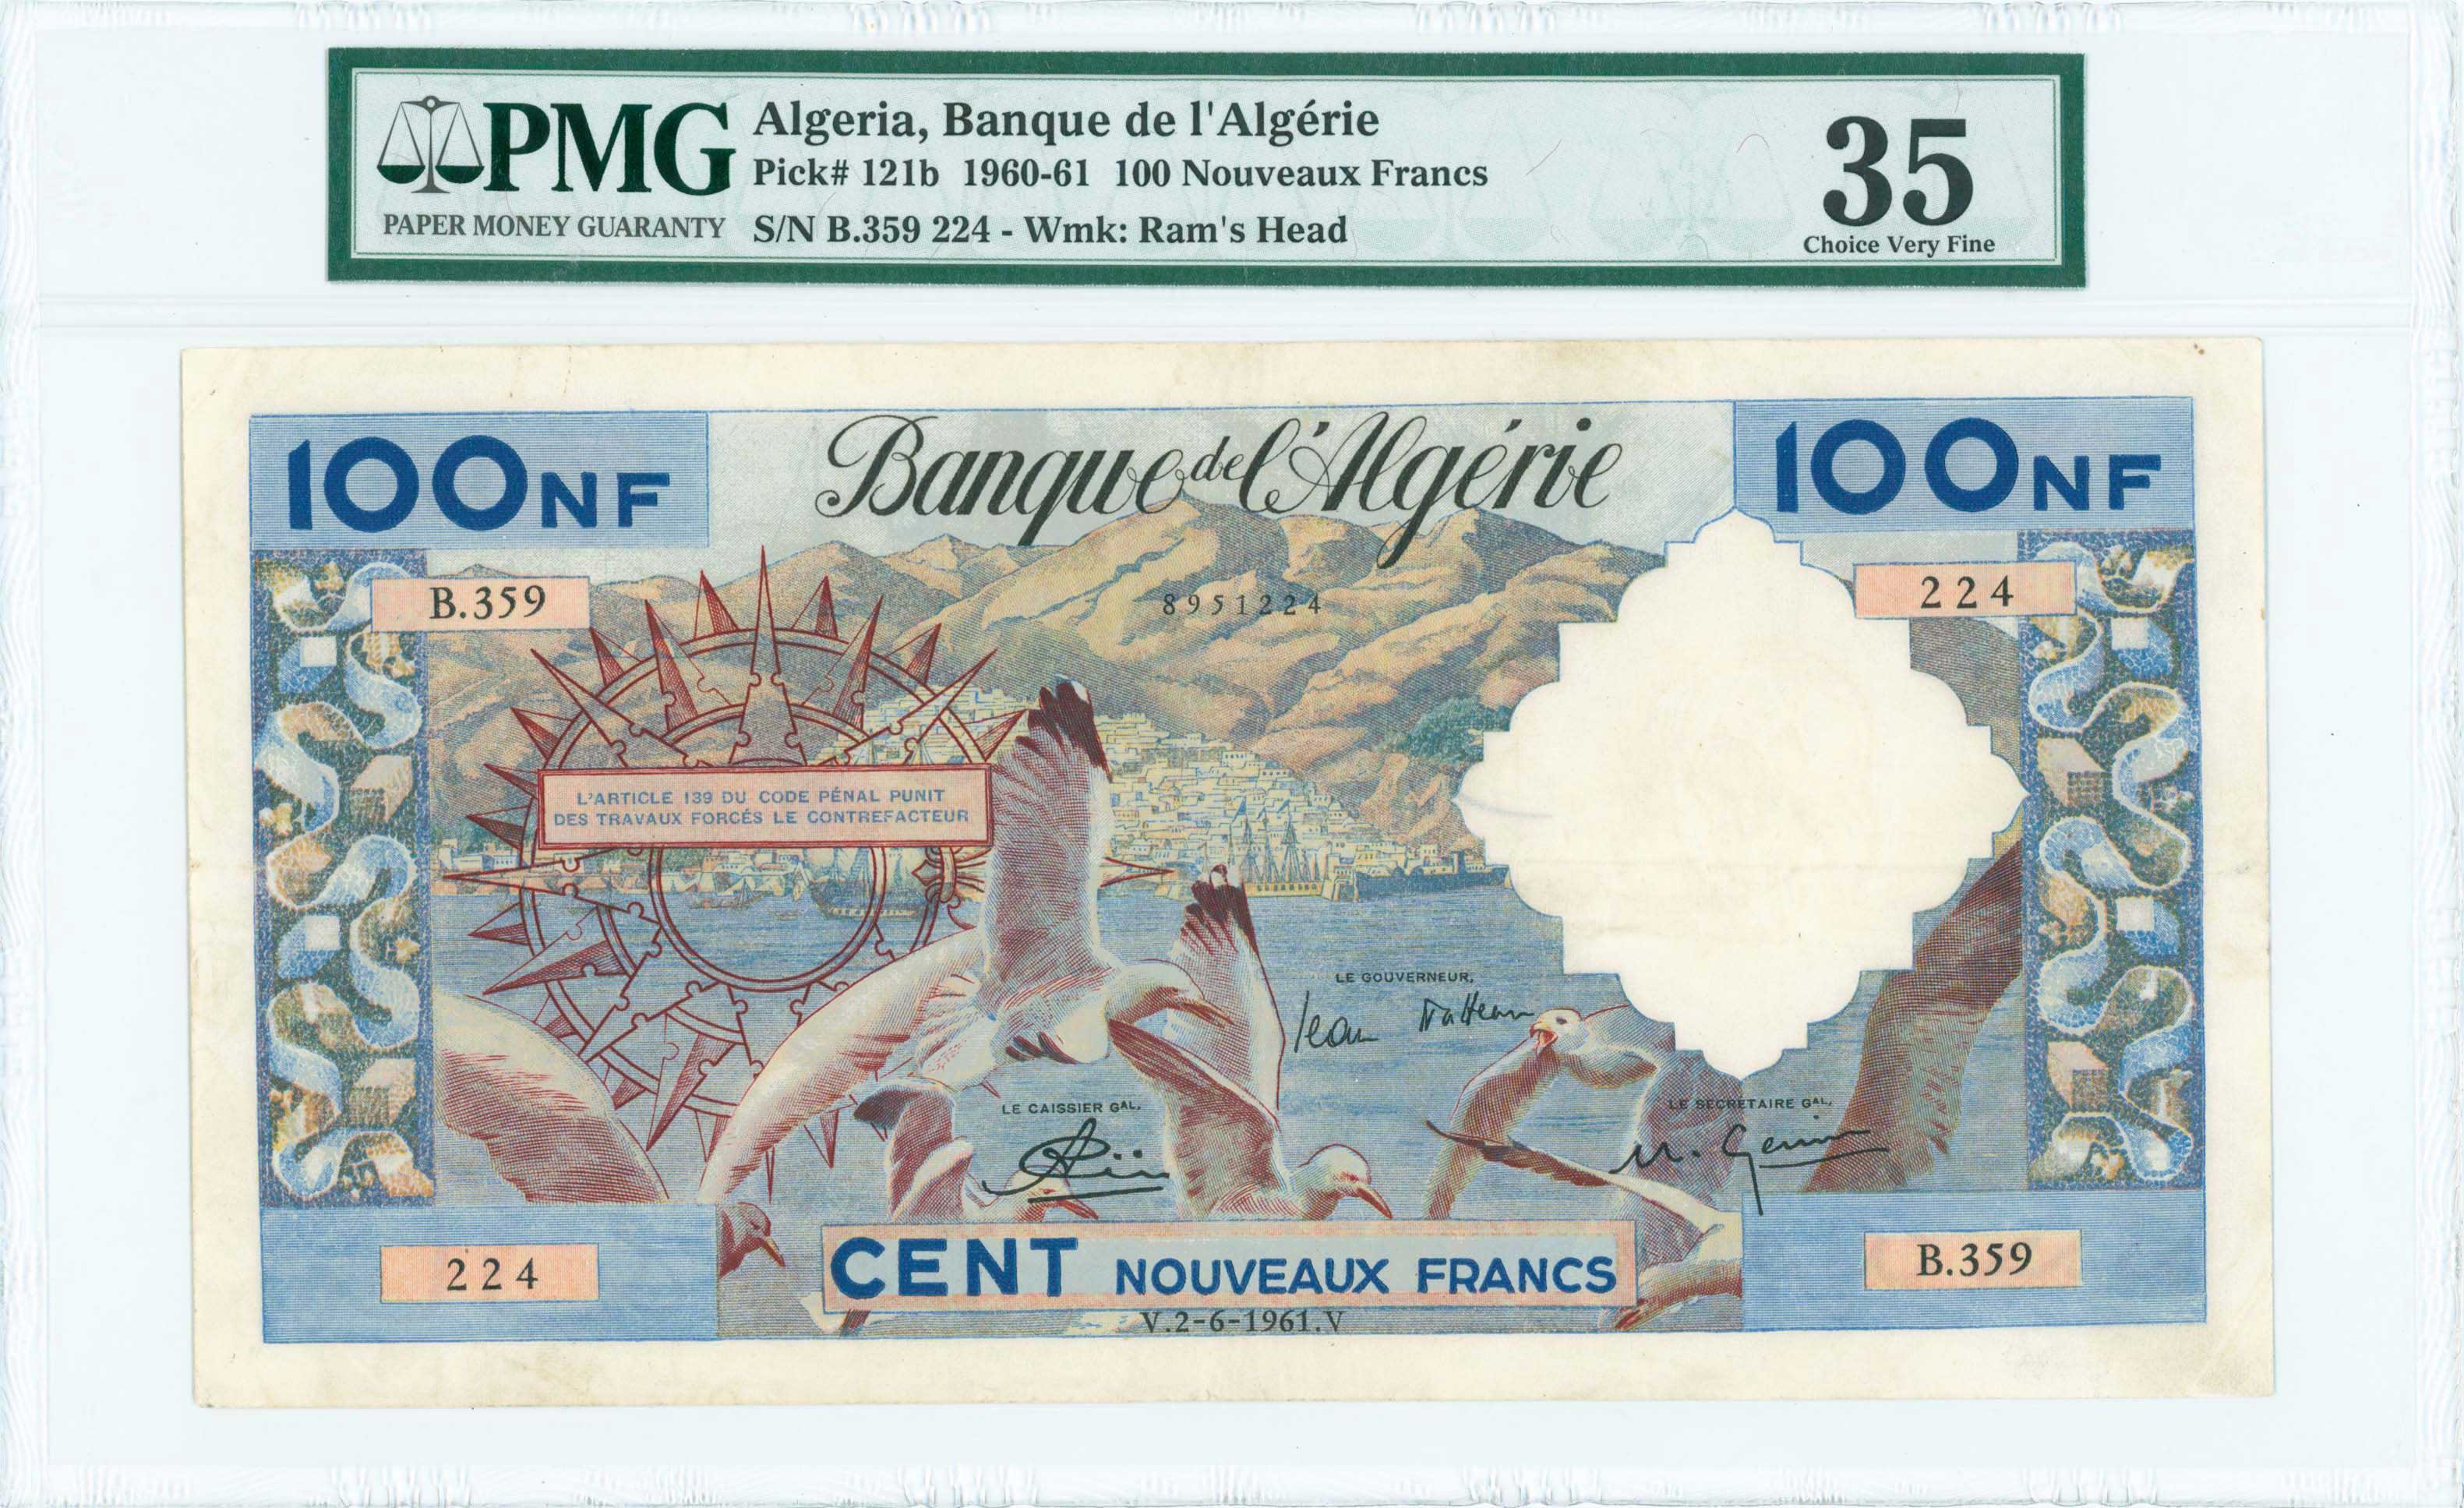 PMG
PAPER MONEY GUARANTY
Algeria, Banque de l'Algérie
Pick# 121b 1960-61 100 Nouveaux Francs
S/N B.359 224 - Wmk: Ram's Head
35
Choice Very Fine
100NF
Banque de l'Algérie
100NF
B.359
8951224
224
L'ARTICLE 139 DU CODE PÉNAL PUNIT
DES TRAVAUX FORCÉS LE CONTREFACTEUR
LE GOUVERNEUR,
LE CAISSIER GAL.
LE SECRÉTAIRE GAL.
224
CENT NOUVEAUX FRANCS
B.359
V.2-6-1961.V